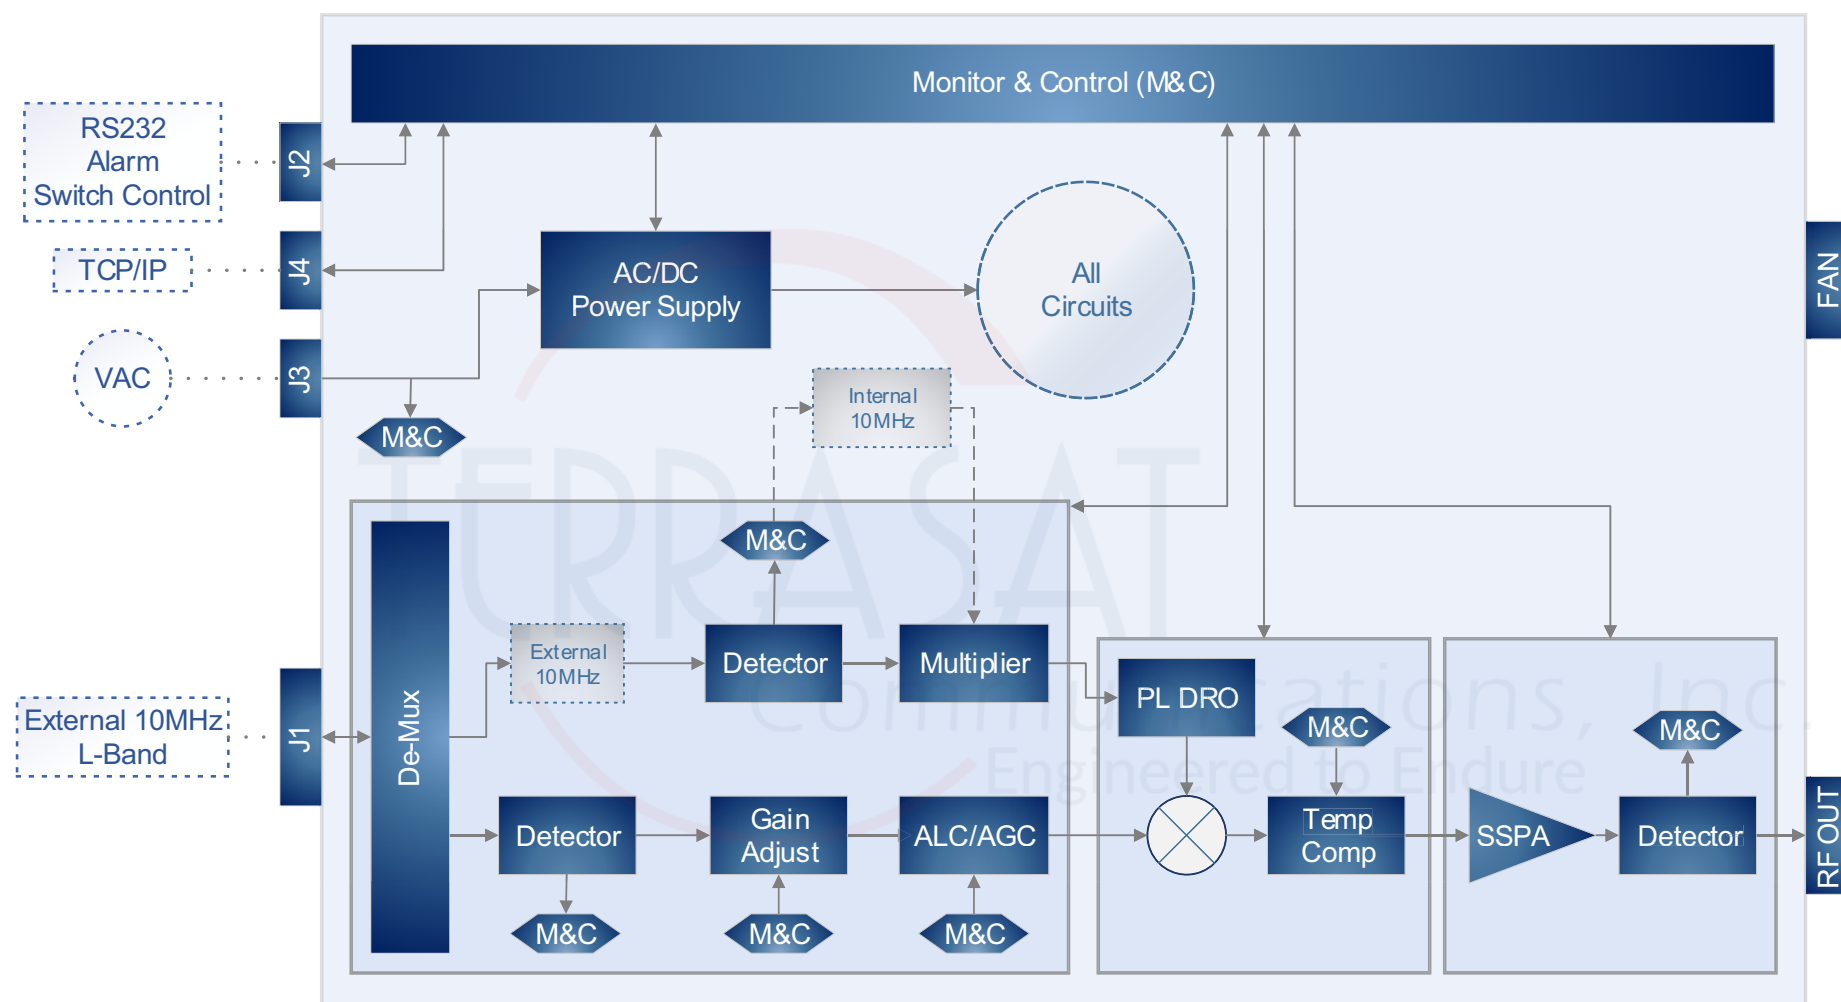 Monitor & Control (M&C)
RS232
Alarm
Switch Control
J2
TCP/IP
J4
VAC
J3
M&C
AC/DC
Power Supply
All
Circuits
FAN
Internal
10MHz
TERRASAT
Communications, Inc.
Engineered to Endure
M&C
External
10MHz
Detector
Multiplier
External 10MHz
L-Band
J1
De-Mux
Detector
M&C
Gain
Adjust
M&C
ALC/AGC
M&C
PL DRO
M&C
Temp
Comp
SSPA
M&C
Detector
RF OUT